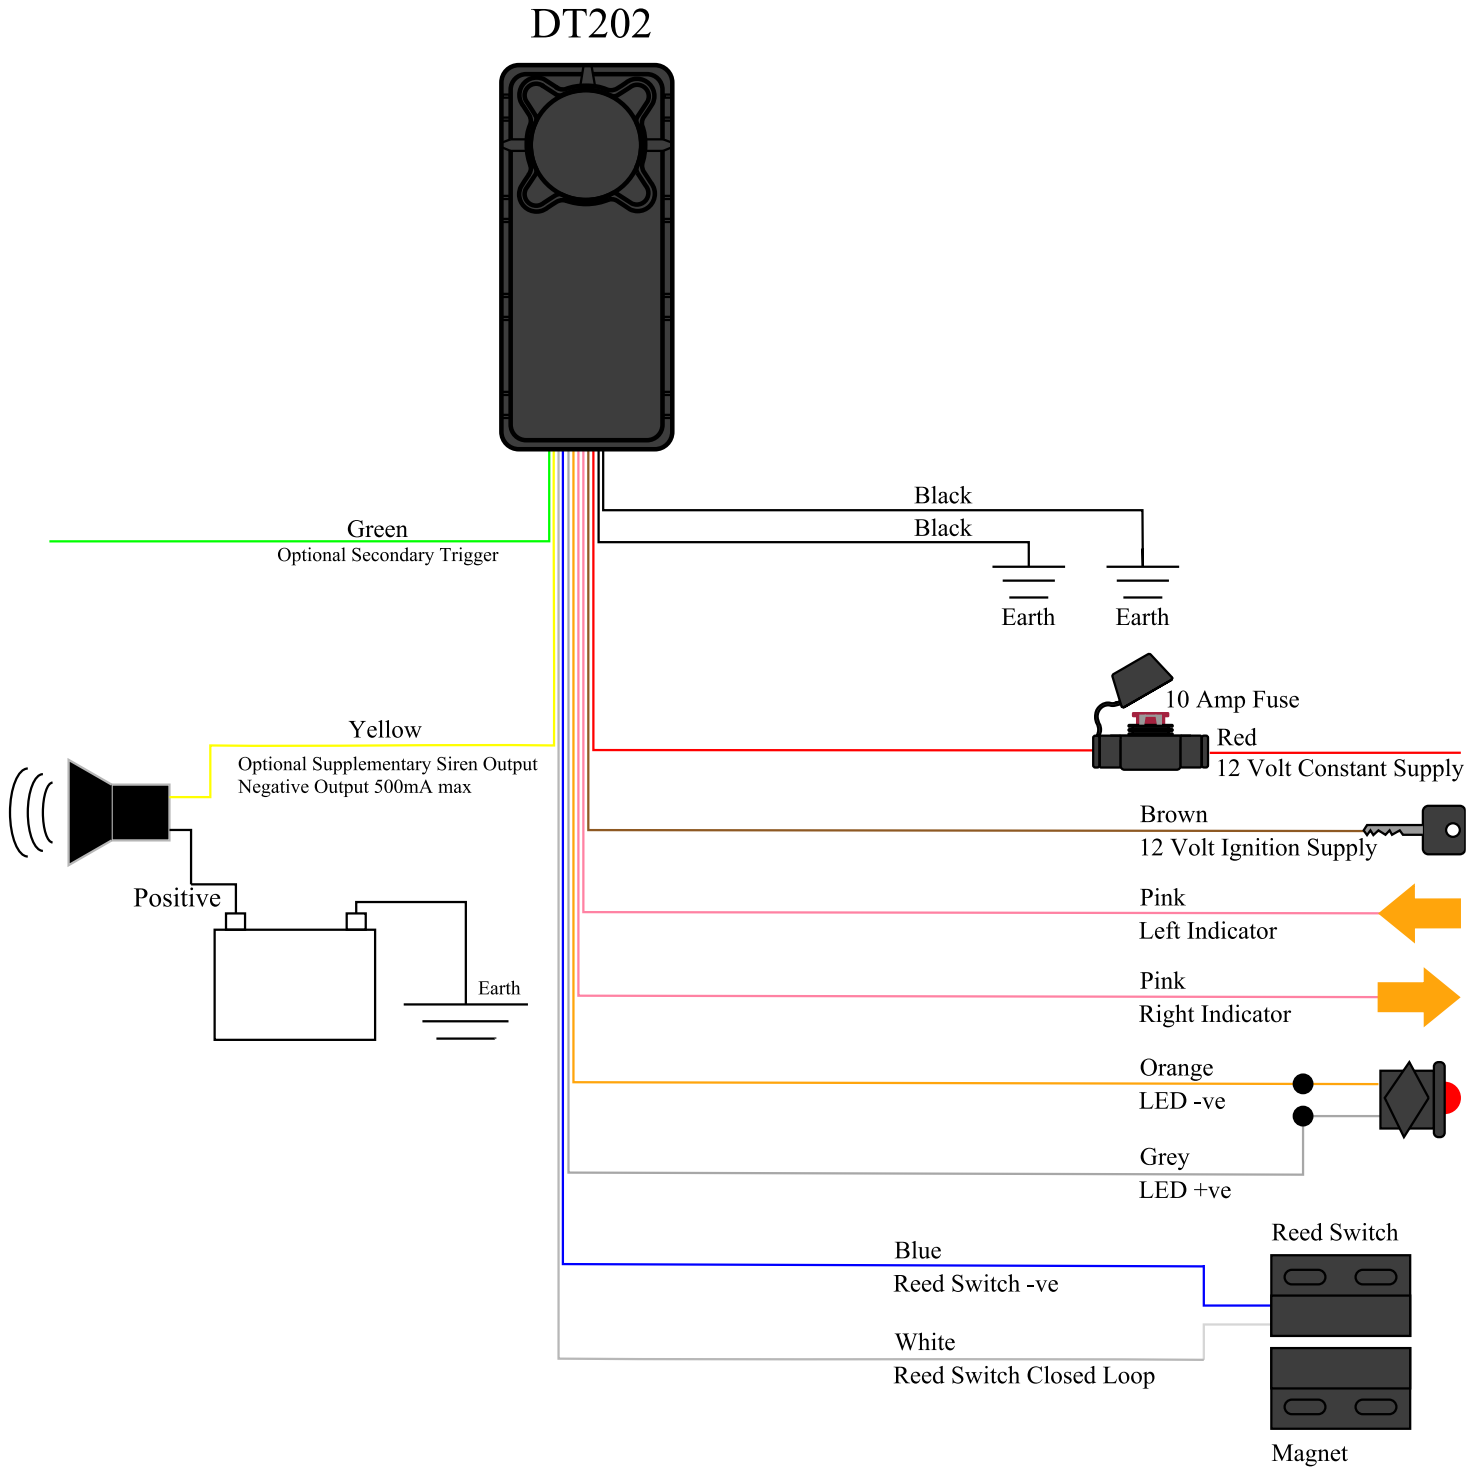 DT202
Black
Green
Black
Optional Secondary Trigger
Earth
Earth
10 Amp Fuse
Yellow
Red
Optional Supplementary Siren Output
12 Volt Constant Supply
Negative Output 500mA max
Brown
12 Volt Ignition Supply
Positive
Pink
Left Indicator
Pink
Earth
Right Indicator
Orange
LED -ve
Grey
LED +ve
Reed Switch
Blue
Reed Switch -ve
White
Reed Switch Closed Loop
Magnet